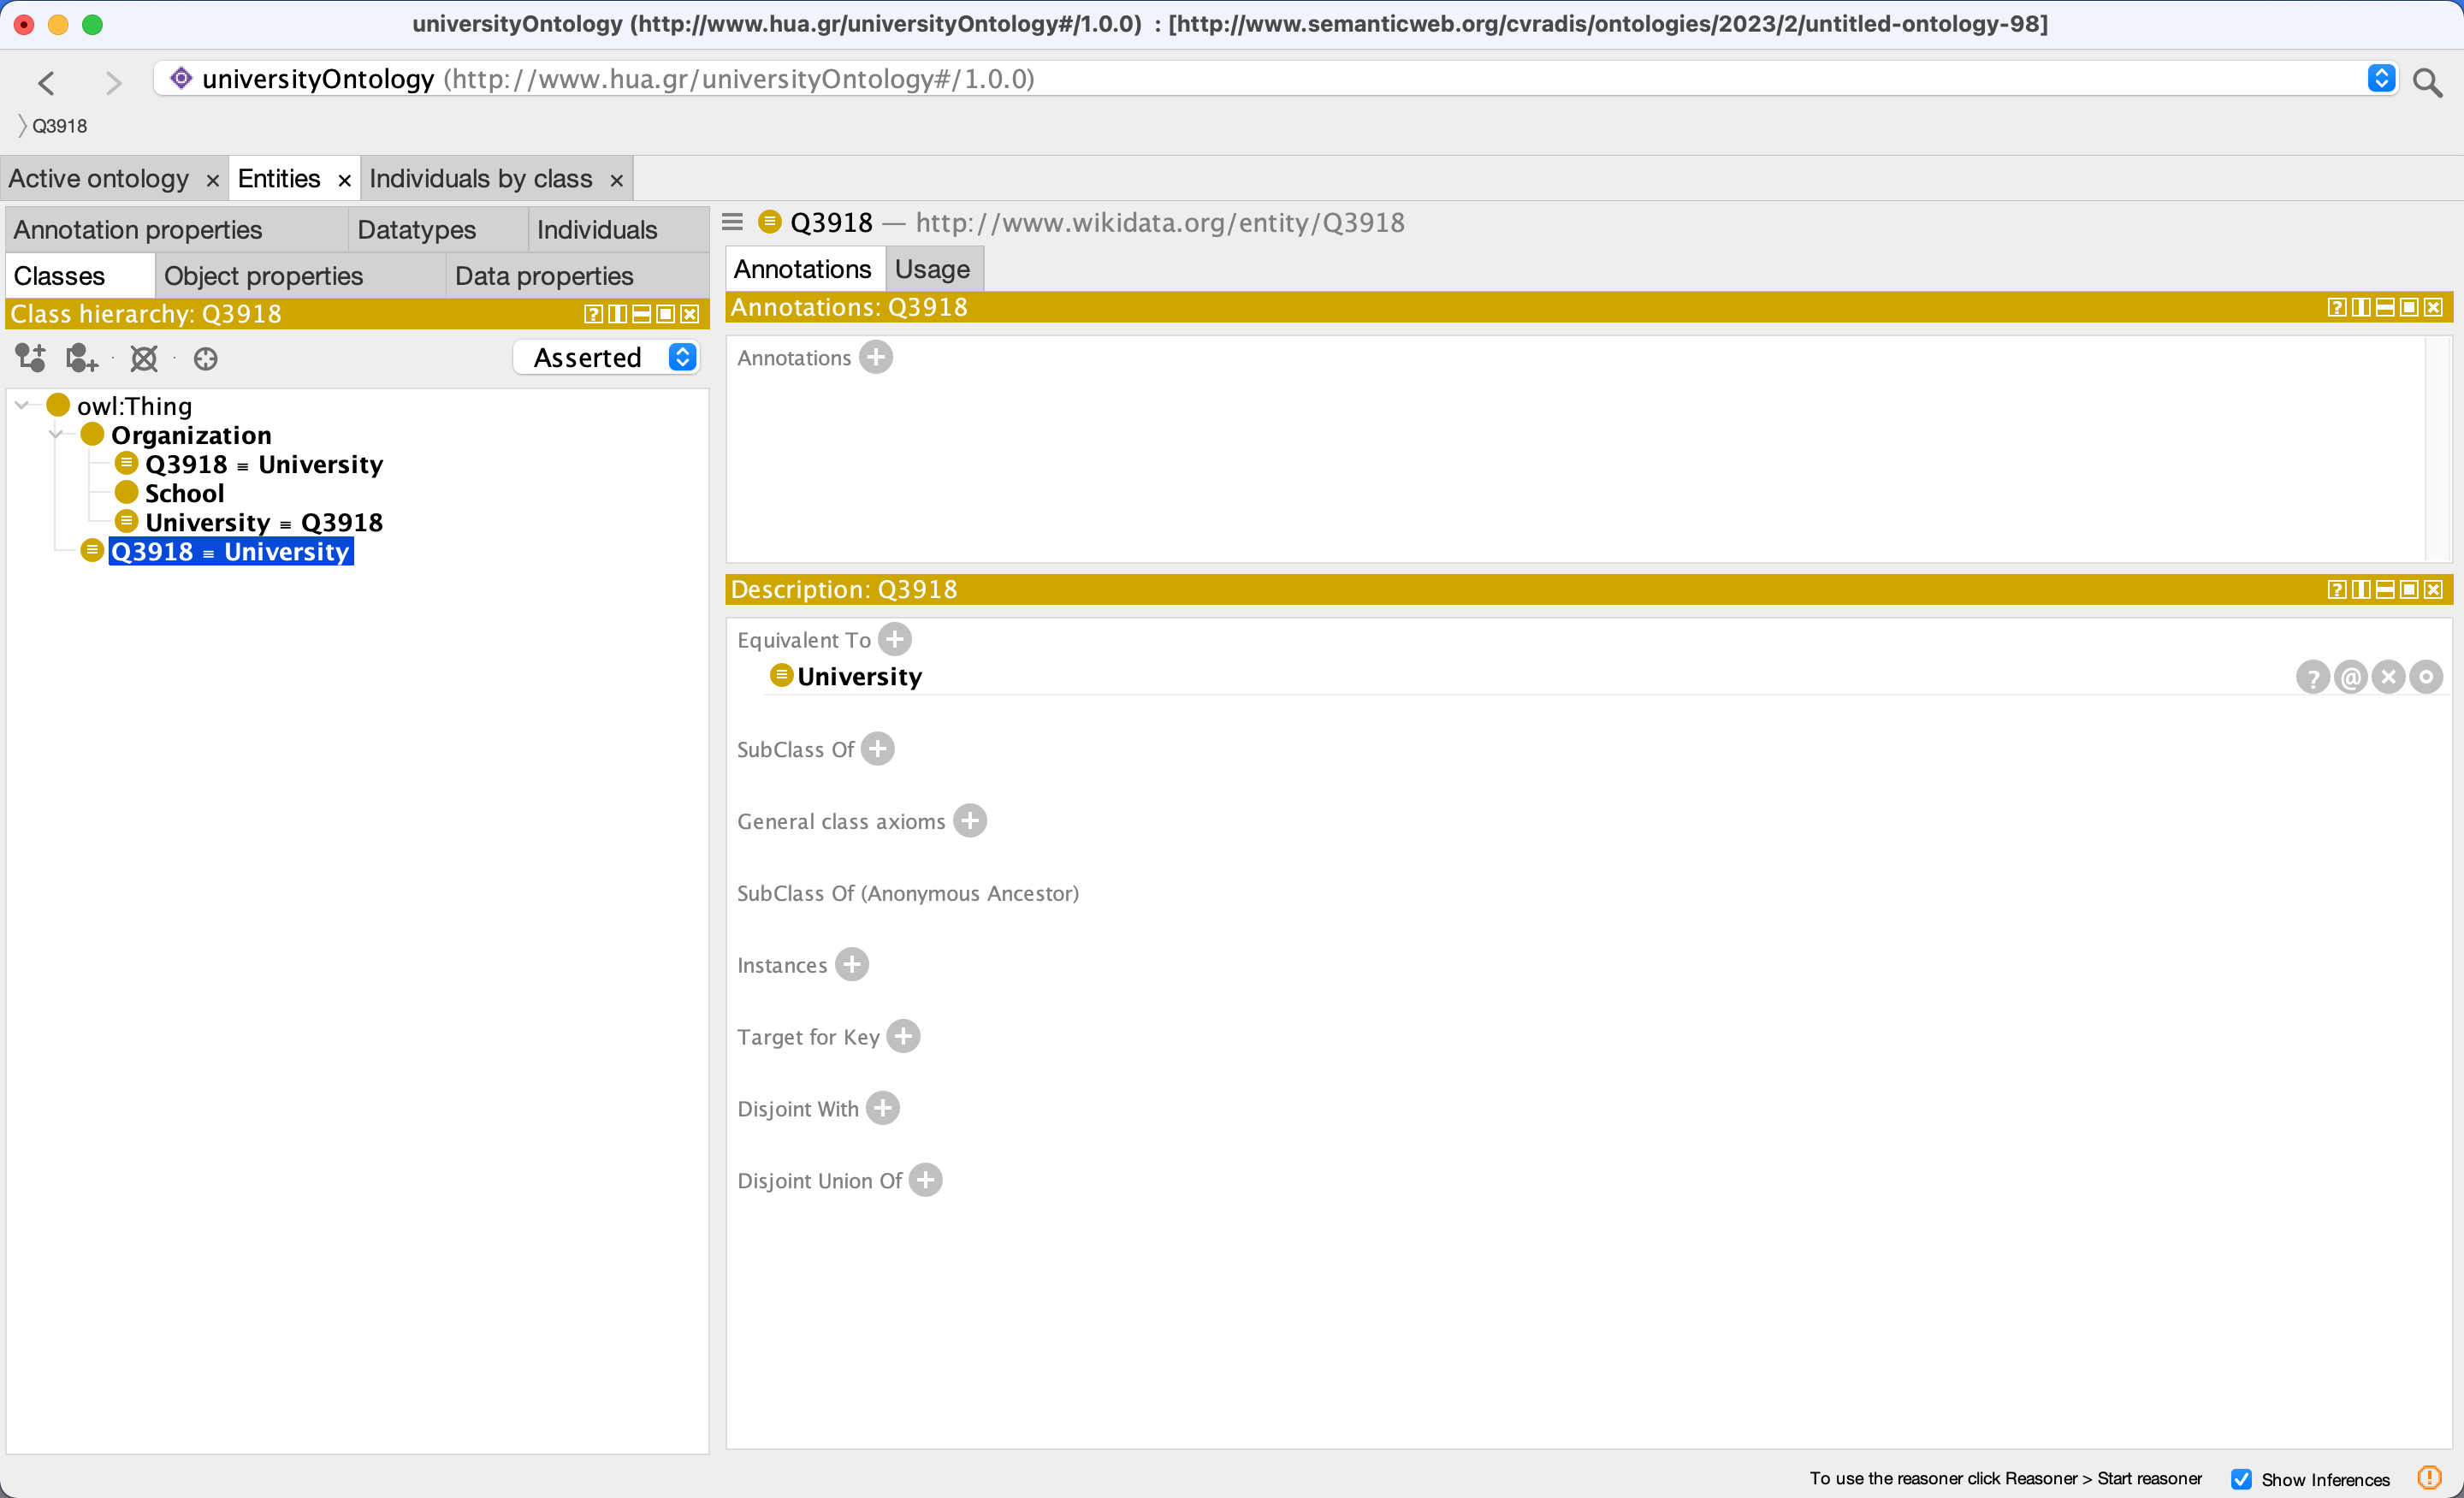 universityOntology (http://www.hua.gr/universityOntology#/1.0.0) : [http://www.semanticweb.org/cvradis/ontologies/2023/2/untitled-ontology-98]
universityOntology (http://www.hua.gr/universityOntology#/1.0.0)
Q3918
Active ontology × Entities × Individuals by class ×
Annotation properties Datatypes Individuals
Classes Object properties Data properties
Class hierarchy: Q3918
Asserted
owl:Thing
Organization
Q3918 ≡ University
School
University ≡ Q3918
Q3918 ≡ University
Q3918 — http://www.wikidata.org/entity/Q3918
Annotations Usage
Annotations: Q3918
Annotations
Description: Q3918
Equivalent To
University
SubClass Of
General class axioms
SubClass Of (Anonymous Ancestor)
Instances
Target for Key
Disjoint With
Disjoint Union Of
To use the reasoner click Reasoner > Start reasoner Show Inferences